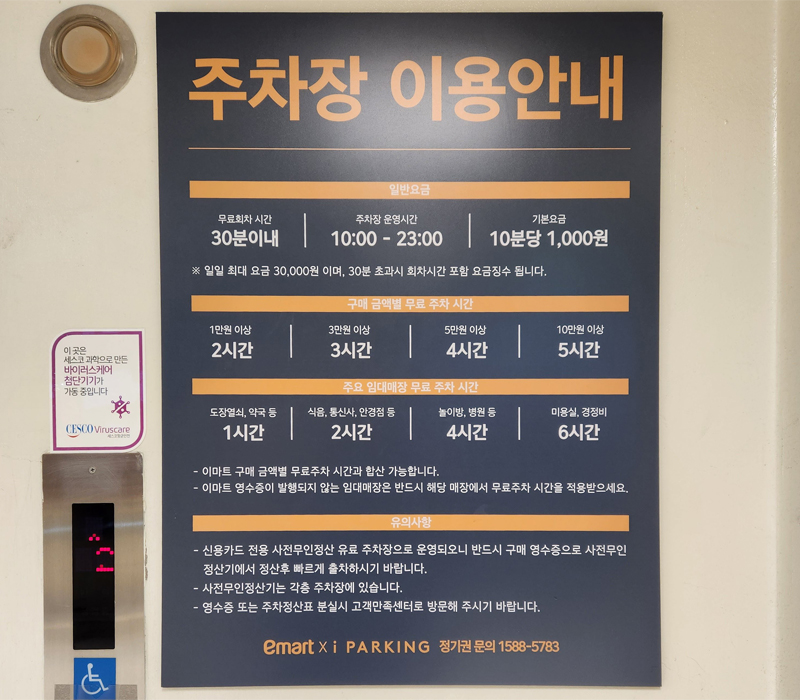 주차장 이용안내
일반요금
무료회차 시간
30분이내
주차장 운영시간
10:00 - 23:00
기본요금
10분당 1,000원
※ 일일 최대 요금 30,000원 이며, 30분 초과시 회차시간 포함 요금징수 됩니다.
구매 금액별 무료 주차 시간
1만원 이상
2시간
3만원 이상
3시간
5만원 이상
4시간
10만원 이상
5시간
주요 임대매장 무료 주차 시간
도장열쇠, 약국 등
1시간
식음, 통신사, 안경점 등
2시간
놀이방, 병원 등
4시간
미용실, 경정비
6시간
- 이마트 구매 금액별 무료주차 시간과 합산 가능합니다.
- 이마트 영수증이 발행되지 않는 임대매장은 반드시 해당 매장에서 무료주차 시간을 적용받으세요.
유의사항
- 신용카드 전용 사전무인정산 유료 주차장으로 운영되오니 반드시 구매 영수증으로 사전무인
정산기에서 정산후 빠르게 출차하시기 바랍니다.
- 사전무인정산기는 각층 주차장에 있습니다.
- 영수증 또는 주차정산표 분실시 고객만족센터로 방문해 주시기 바랍니다.
emart X i PARKING 정기권 문의 1588-5783
이 곳은
세스코 과학으로 만든
바이러스케어
첨단기기가
가동 중입니다
CESCO Viruscare